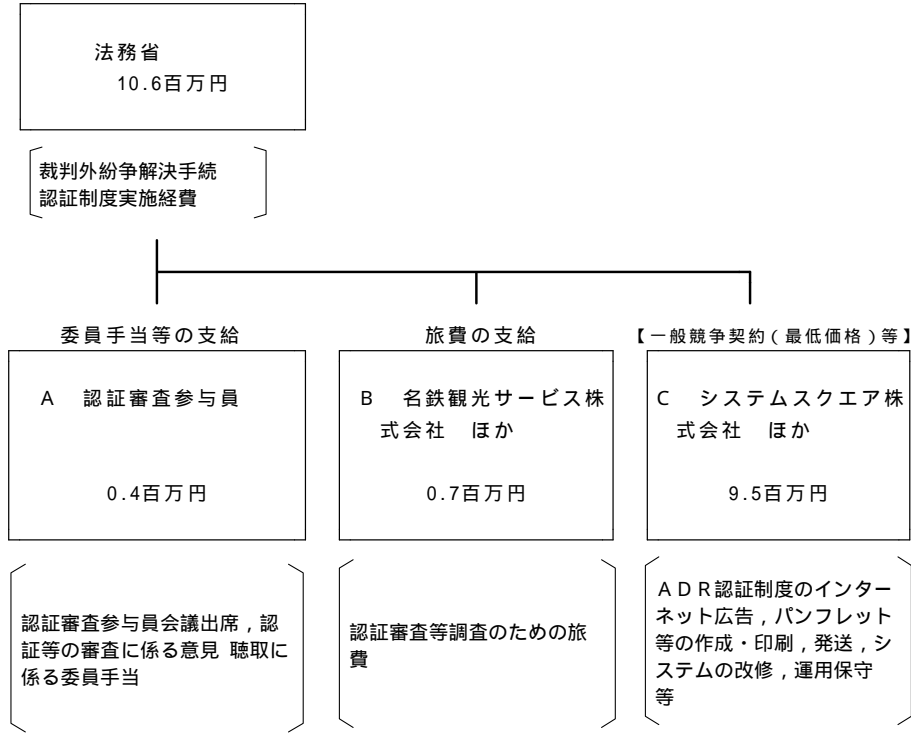 法務省
10.6百万円
裁判外紛争解決手続
認証制度実施経費
委員手当等の支給
A 認証審査参与員
0.4百万円
認証審査参与員会議出席，認
証等の審査に係る意見 聴取に
係る委員手当
旅費の支給
B 名鉄観光サービス株
式会社 ほか
0.7百万円
認証審査等調査のための旅
費
【一般競争契約（最低価格）等】
C システムスクエア株
式会社 ほか
9.5百万円
ＡＤＲ認証制度のインター
ネット広告，パンフレット
等の作成・印刷，発送，シ
ステムの改修，運用保守
等